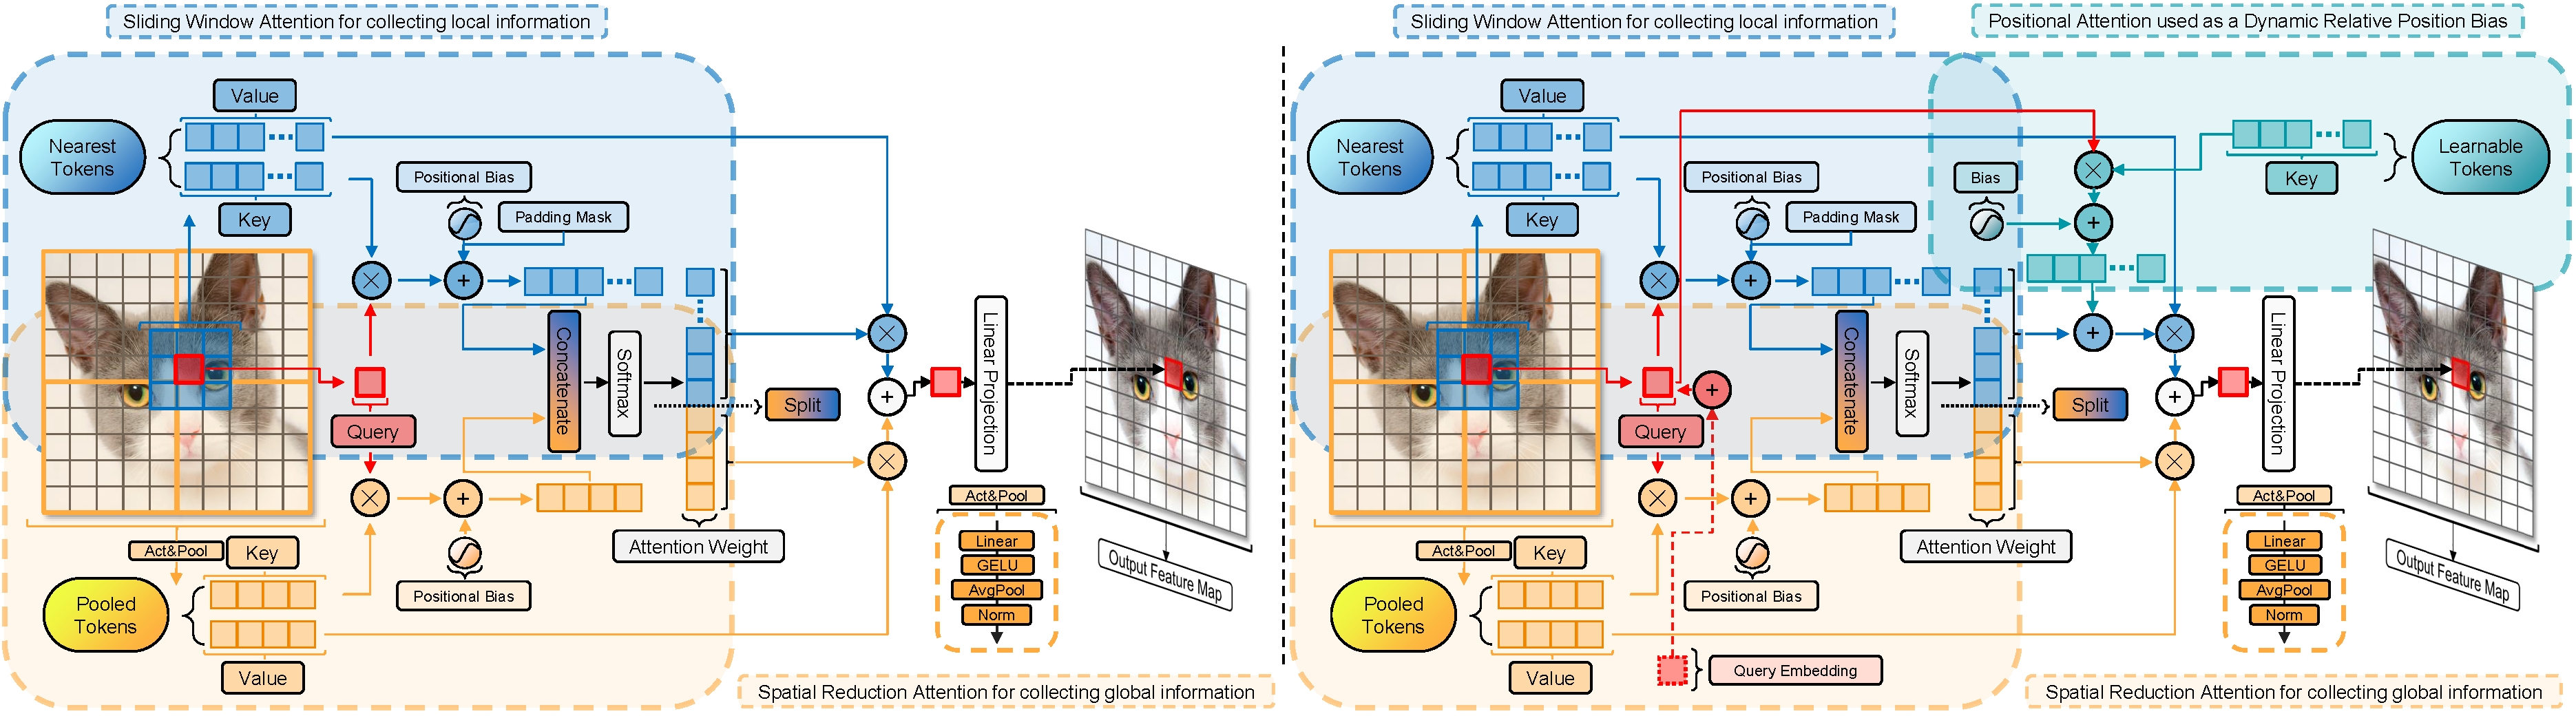 Sliding Window Attention for collecting local information
Value
Nearest
Tokens
Key
Positional Bias
Padding Mask
Query
Concatenate
Softmax
Split
Attention Weight
Linear Projection
Act&Pool
Key
Pooled
Tokens
Value
Positional Bias
Act&Pool
Linear
GELU
AvgPool
Norm
Output Feature Map
Spatial Reduction Attention for collecting global information
Sliding Window Attention for collecting local information
Positional Attention used as a Dynamic Relative Position Bias
Value
Nearest
Tokens
Key
Positional Bias
Padding Mask
Bias
Key
Learnable
Tokens
Query
Concatenate
Softmax
Split
Attention Weight
Linear Projection
Act&Pool
Key
Pooled
Tokens
Value
Positional Bias
Query Embedding
Act&Pool
Linear
GELU
AvgPool
Norm
Output Feature Map
Spatial Reduction Attention for collecting global information